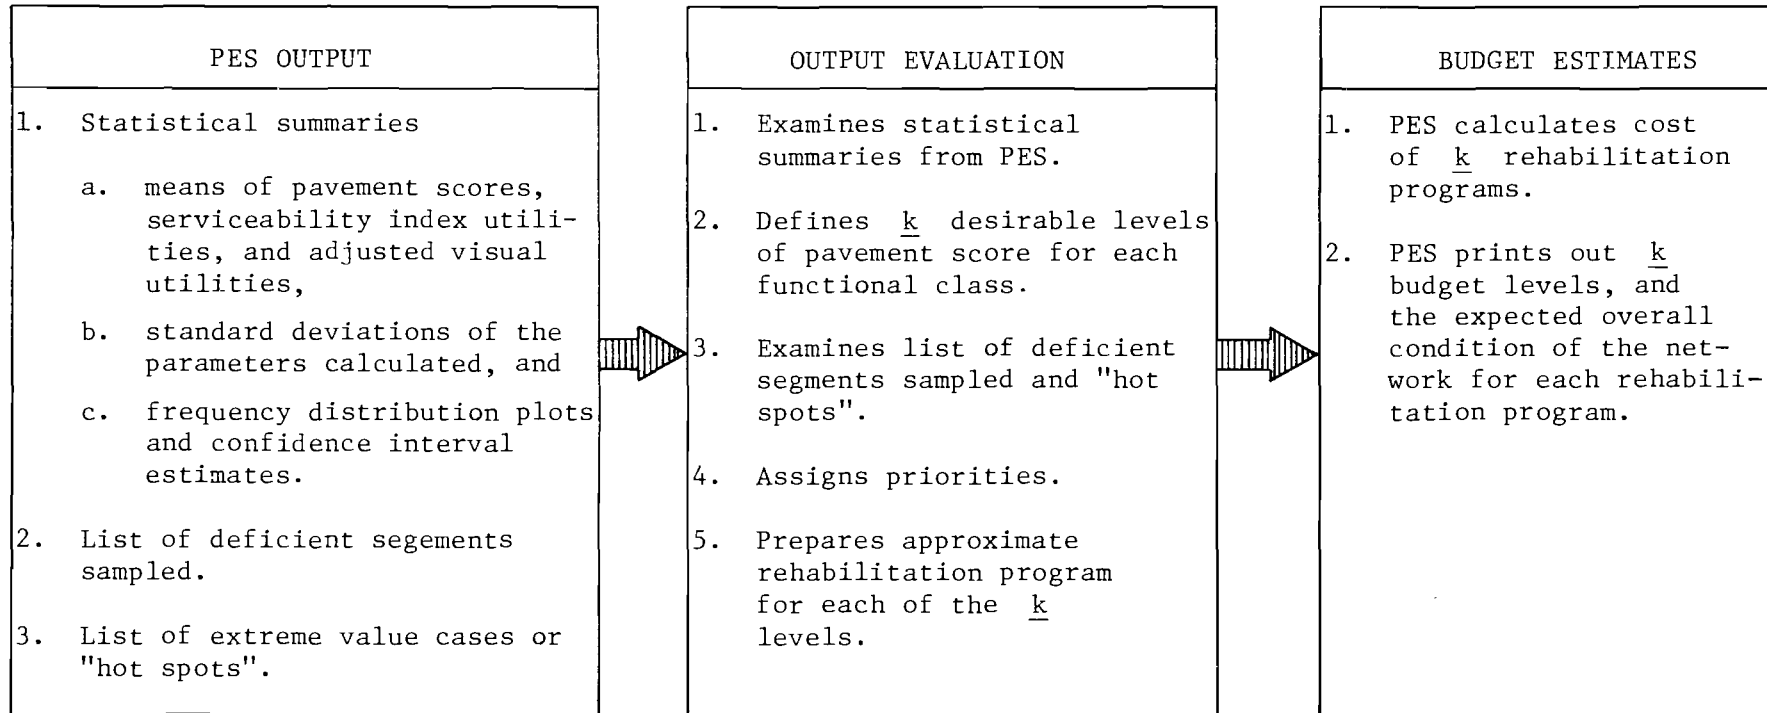 PES OUTPUT
1. Statistical summaries
a. means of pavement scores,
serviceability index utili-
ties, and adjusted visual
utilities,
b. standard deviations of the
parameters calculated, and
c. frequency distribution plots
and confidence interval
estimates.
2. List of deficient segements
sampled.
3. List of extreme value cases or
"hot spots".
OUTPUT EVALUATION
1. Examines statistical
summaries from PES.
2. Defines k desirable levels
of pavement score for each
functional class.
3. Examines list of deficient
segments sampled and "hot
spots".
4. Assigns priorities.
5. Prepares approximate
rehabilitation program
for each of the k
levels.
BUDGET ESTIMATES
1. PES calculates cost
of k rehabilitation
programs.
2. PES prints out k
budget levels, and
the expected overall
condition of the net-
work for each rehabili-
tation program.